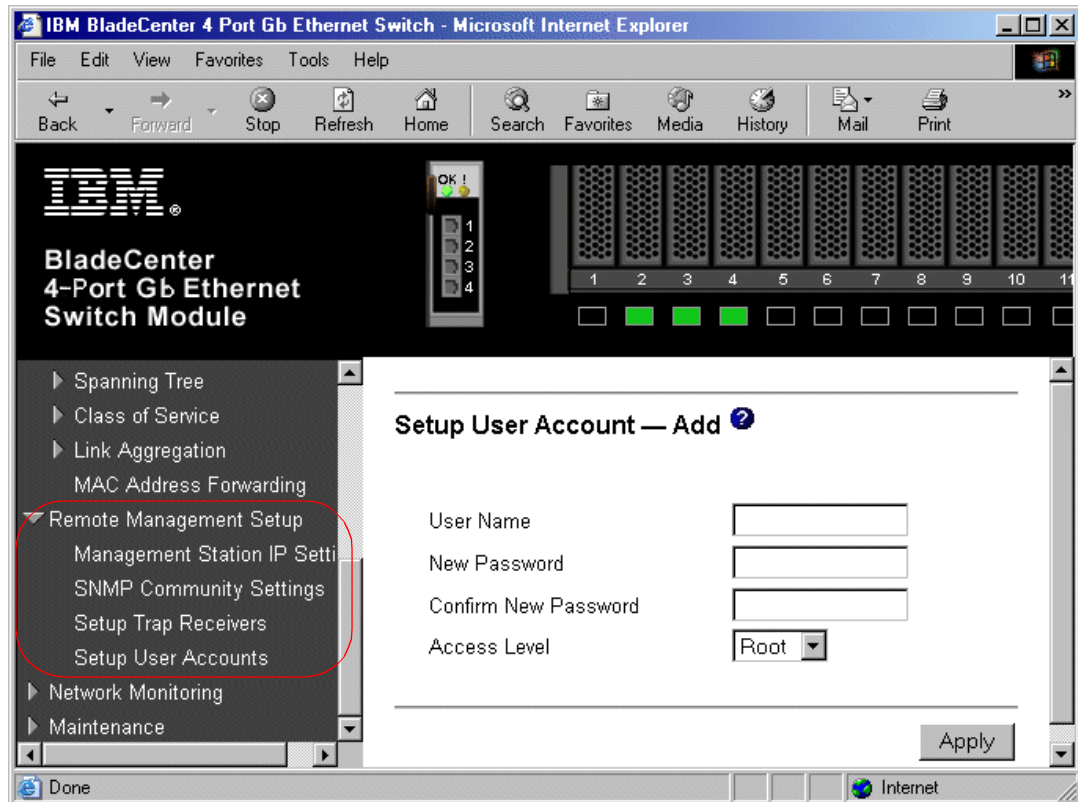 IBM BladeCenter 4 Port Gb Ethernet Switch - Microsoft Internet Explorer
File Edit View Favorites Tools Help
Back Forward Stop Refresh Home Search Favorites Media History Mail Print »
IBM®
BladeCenter
4-Port Gb Ethernet
Switch Module
OK !
1
2
3
4
1 2 3 4 5 6 7 8 9 10 11
Spanning Tree
Class of Service
Link Aggregation
MAC Address Forwarding
Remote Management Setup
Management Station IP Setti
SNMP Community Settings
Setup Trap Receivers
Setup User Accounts
Network Monitoring
Maintenance
Setup User Account — Add ?
User Name
New Password
Confirm New Password
Access Level Root
Apply
Done Internet